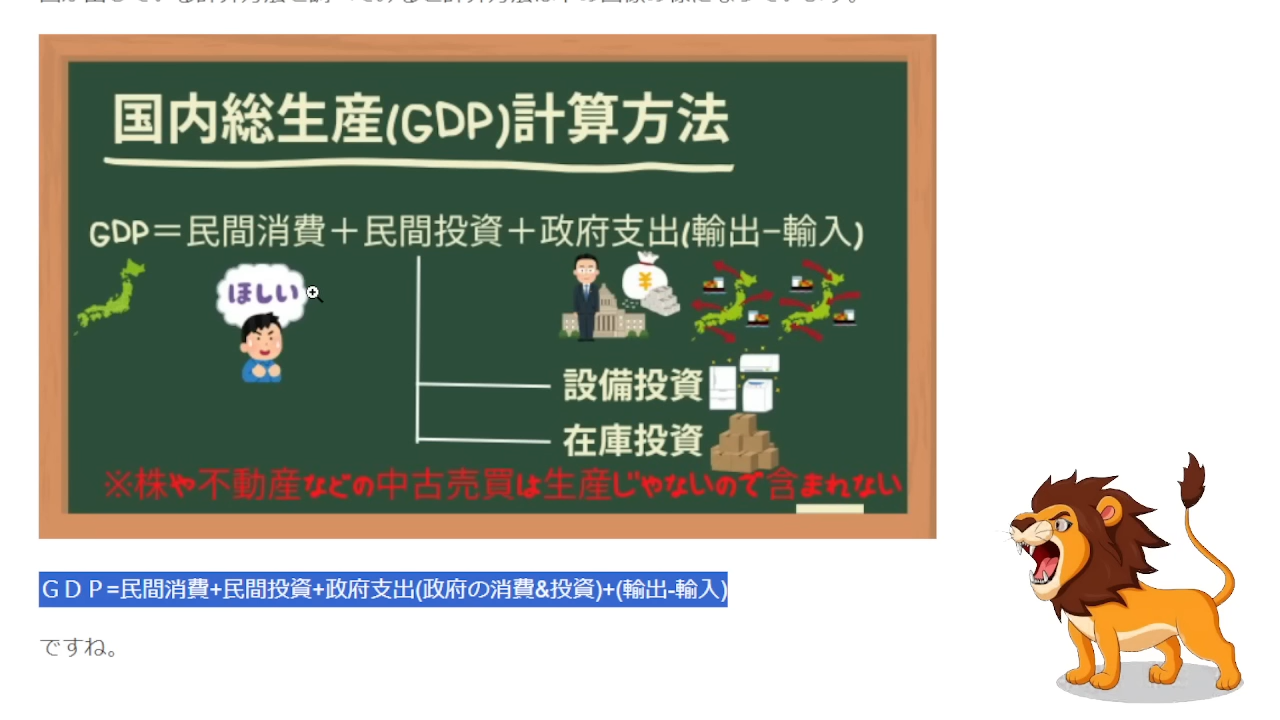 国内総生産(GDP)計算方法
GDP＝民間消費＋民間投資＋政府支出(輸出−輸入)
ほしい
¥
設備投資
在庫投資
※株や不動産などの中古売買は生産じゃないので含まれない
ＧＤＰ=民間消費+民間投資+政府支出(政府の消費&投資)+(輸出-輸入)
ですね。